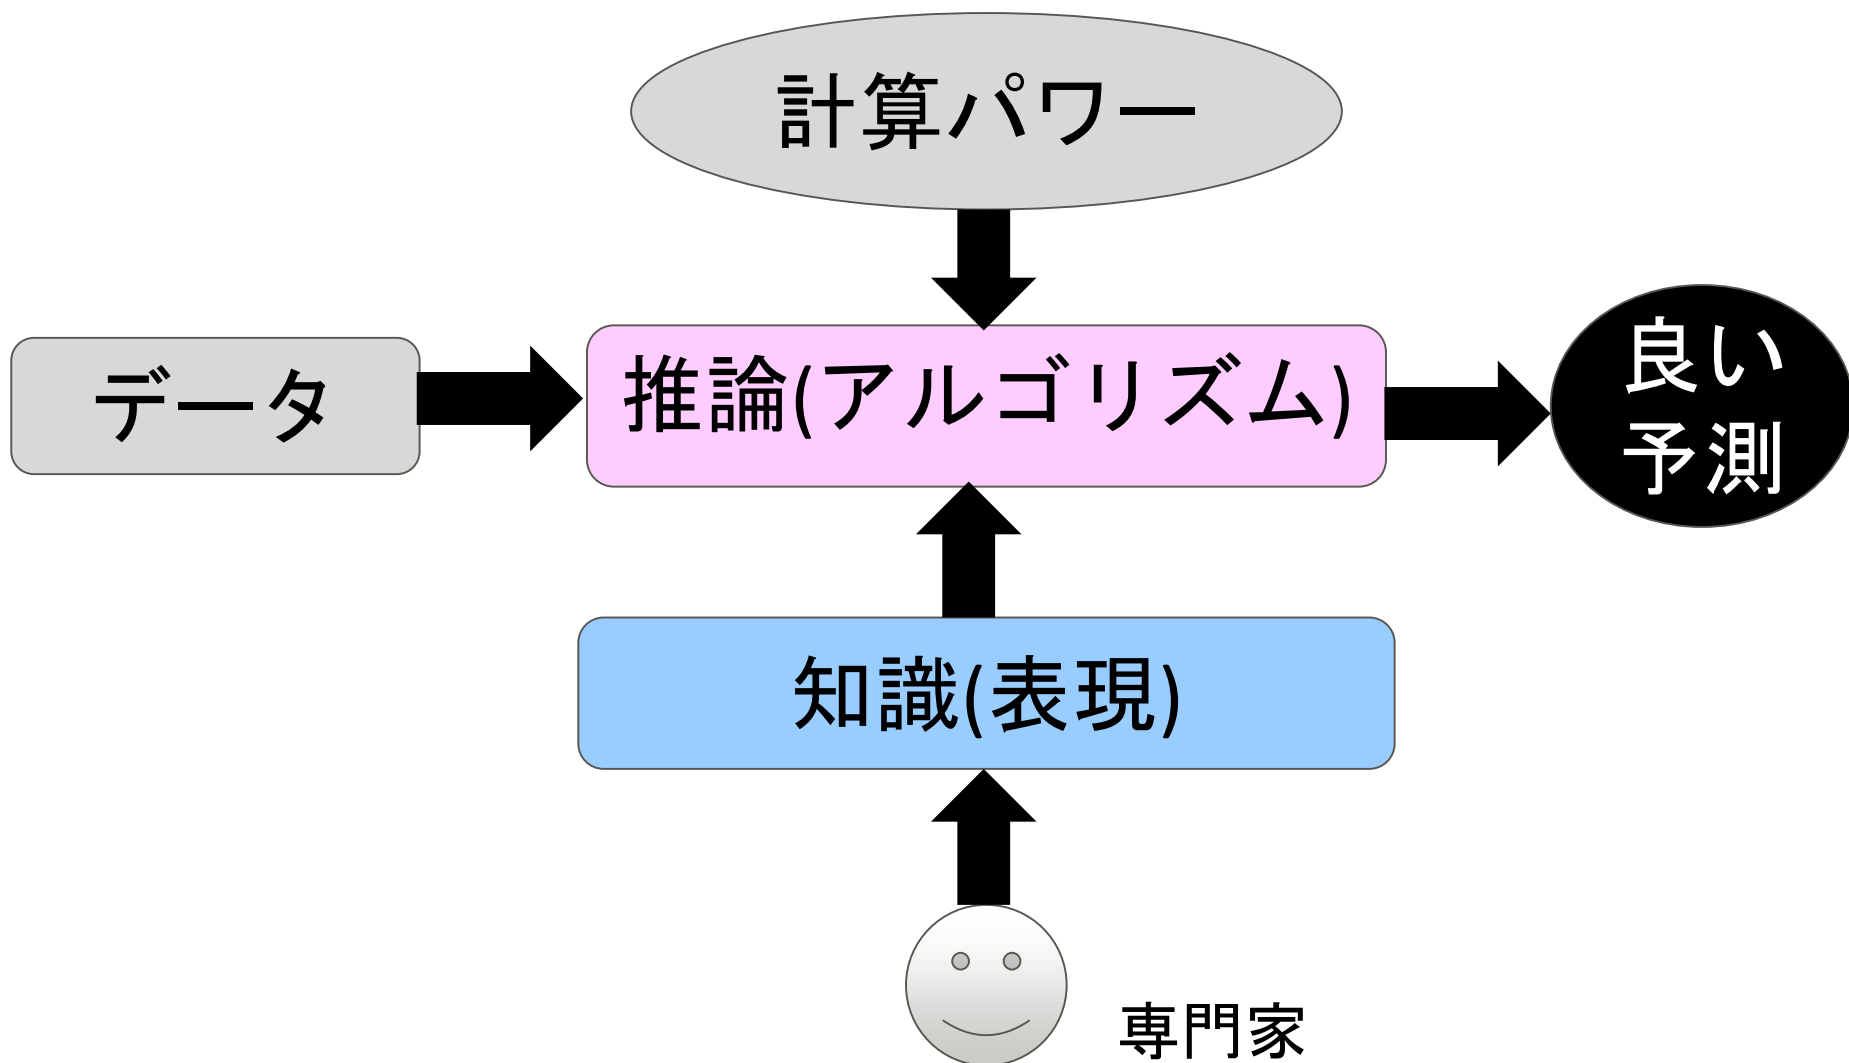 計算パワー
データ
推論(アルゴリズム)
良い
予測
知識(表現)
専門家